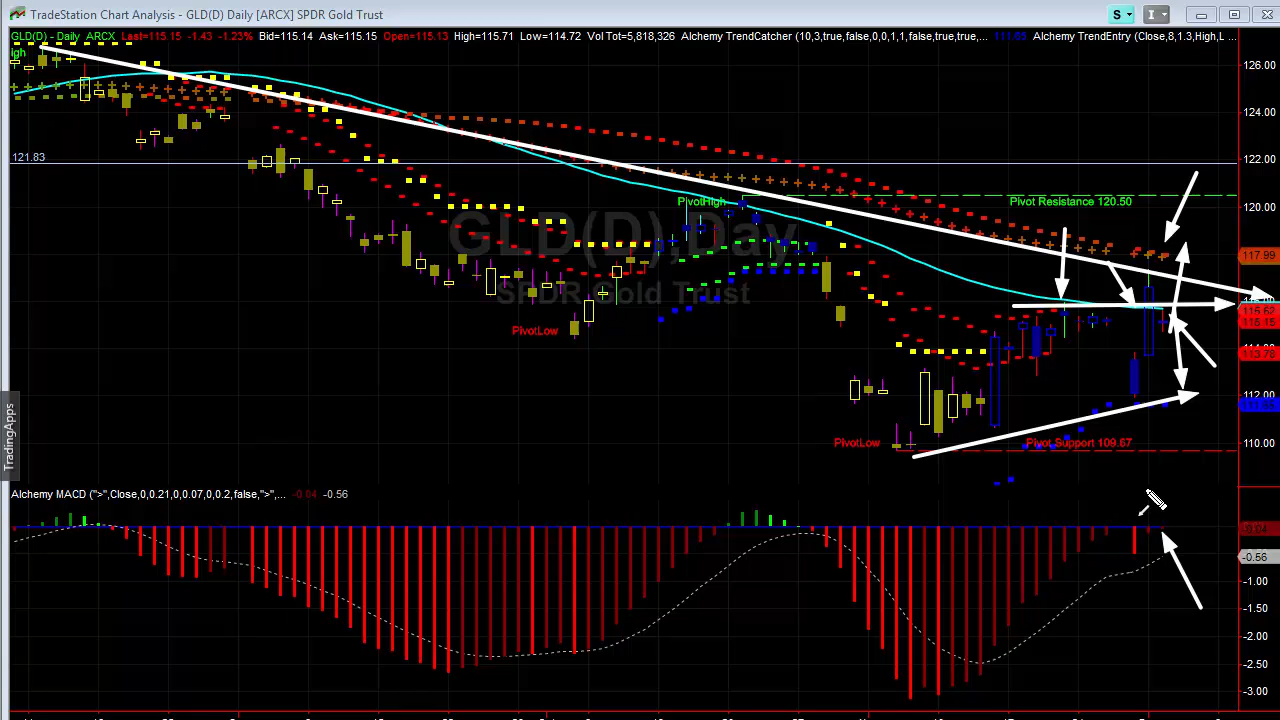 TradeStation Chart Analysis - GLD(D) Daily [ARCX] SPDR Gold Trust
S
I
GLD(D) - Daily ARCX Last=115.15 -1.43 -1.23% Bid=115.14 Ask=115.15 Open=115.13 High=115.71 Low=114.72 Vol Tot=5,818,326 Alchemy TrendCatcher (10,3,true,false,0,0,1,1,false,true,true,... Alchemy TrendEntry (Close,8,1.3,High,L ...
igh
126.00
124.00
121.83
122.00
PivotHigh
Pivot Resistance 120.50
120.00
GLD(D),Day
117.99
SPDR Gold Trust
115.15
PivotLow
113.78
112.00
TradingApps
PivotLow
Pivot Support 109.67
110.00
Alchemy MACD (">",Close,0,0.21,0,0.07,0,0.2,false,">",... -0.04 -0.56
-0.04
-0.56
-1.00
-1.50
-2.00
-2.50
-3.00